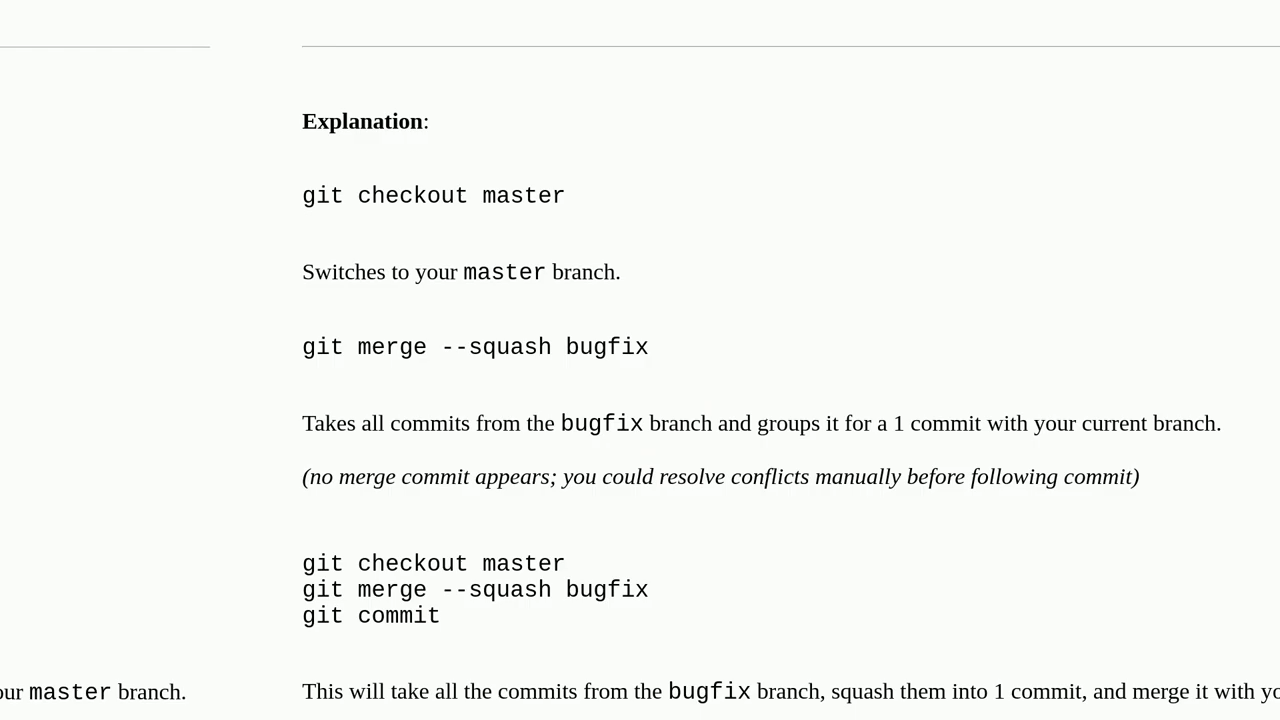 Explanation:
git checkout master
Switches to your master branch.
git merge --squash bugfix
Takes all commits from the bugfix branch and groups it for a 1 commit with your current branch.
(no merge commit appears; you could resolve conflicts manually before following commit)
git checkout master
git merge --squash bugfix
git commit
master branch.
This will take all the commits from the bugfix branch, squash them into 1 commit, and merge it with